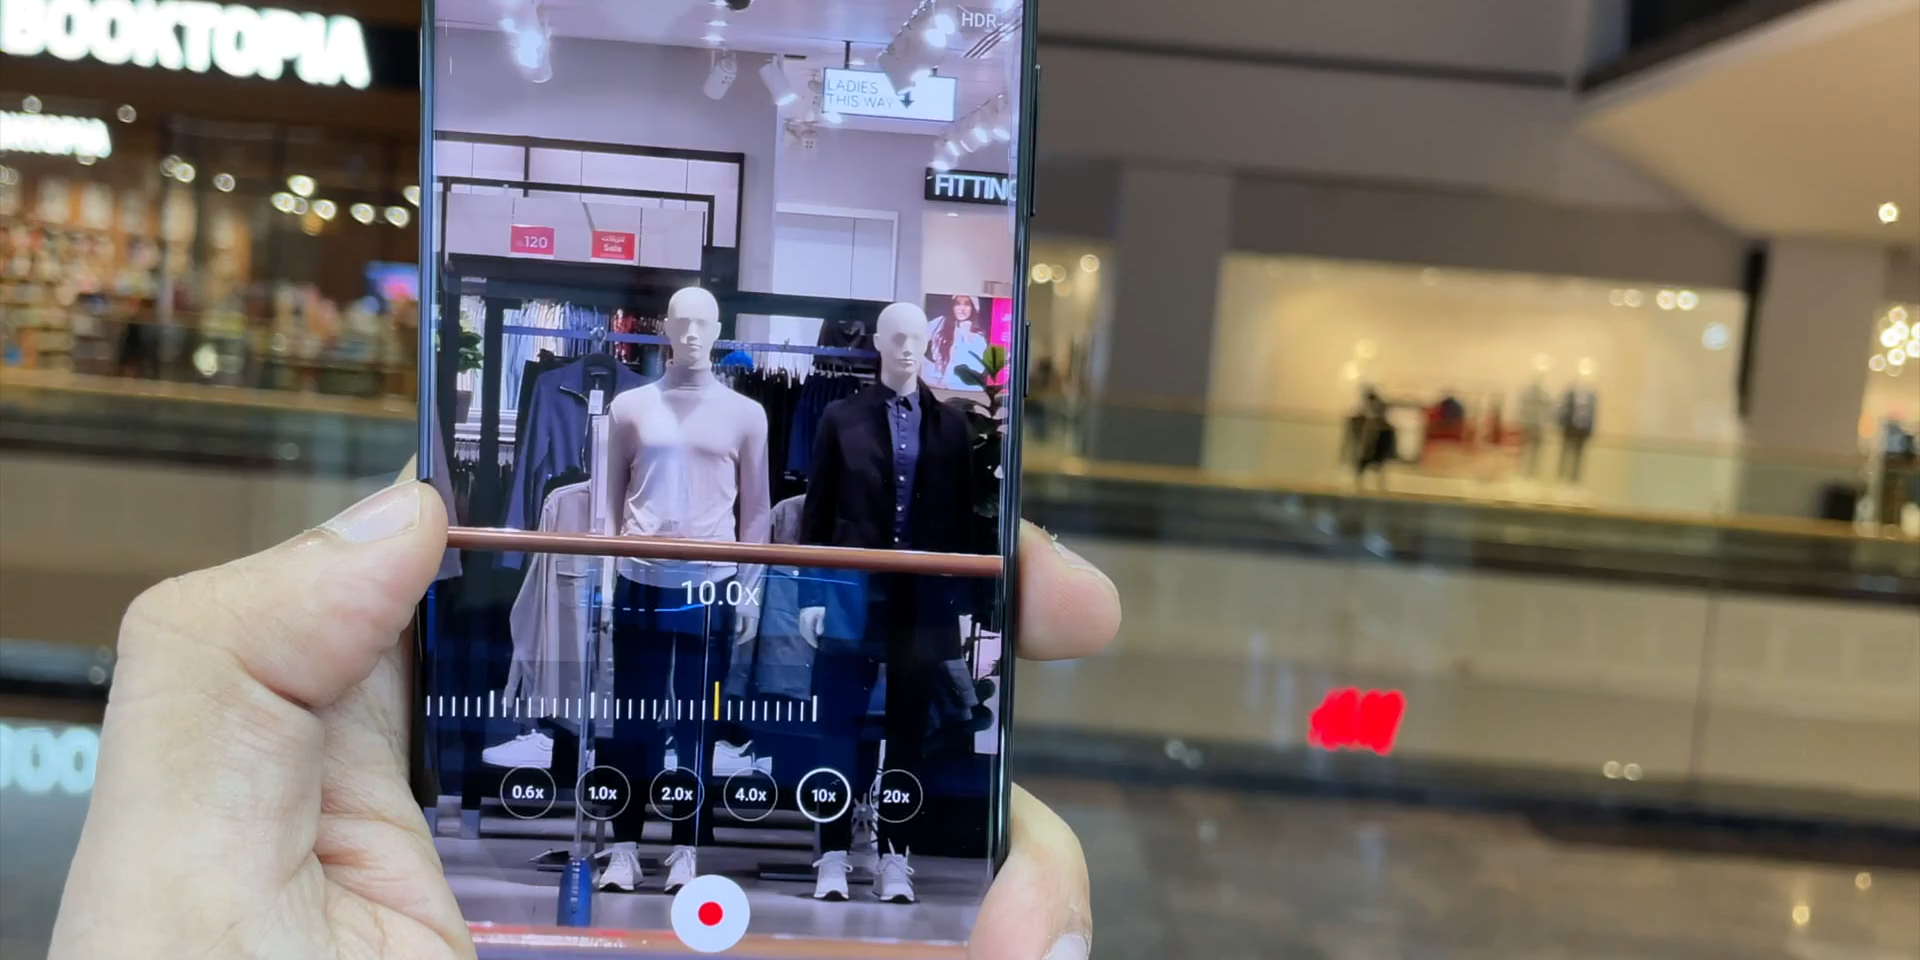 BOOKTOPIA
HDR
LADIES
THIS WAY
FITTING
120
Sale
10.0x
0.6x
1.0x
2.0x
4.0x
10x
20x